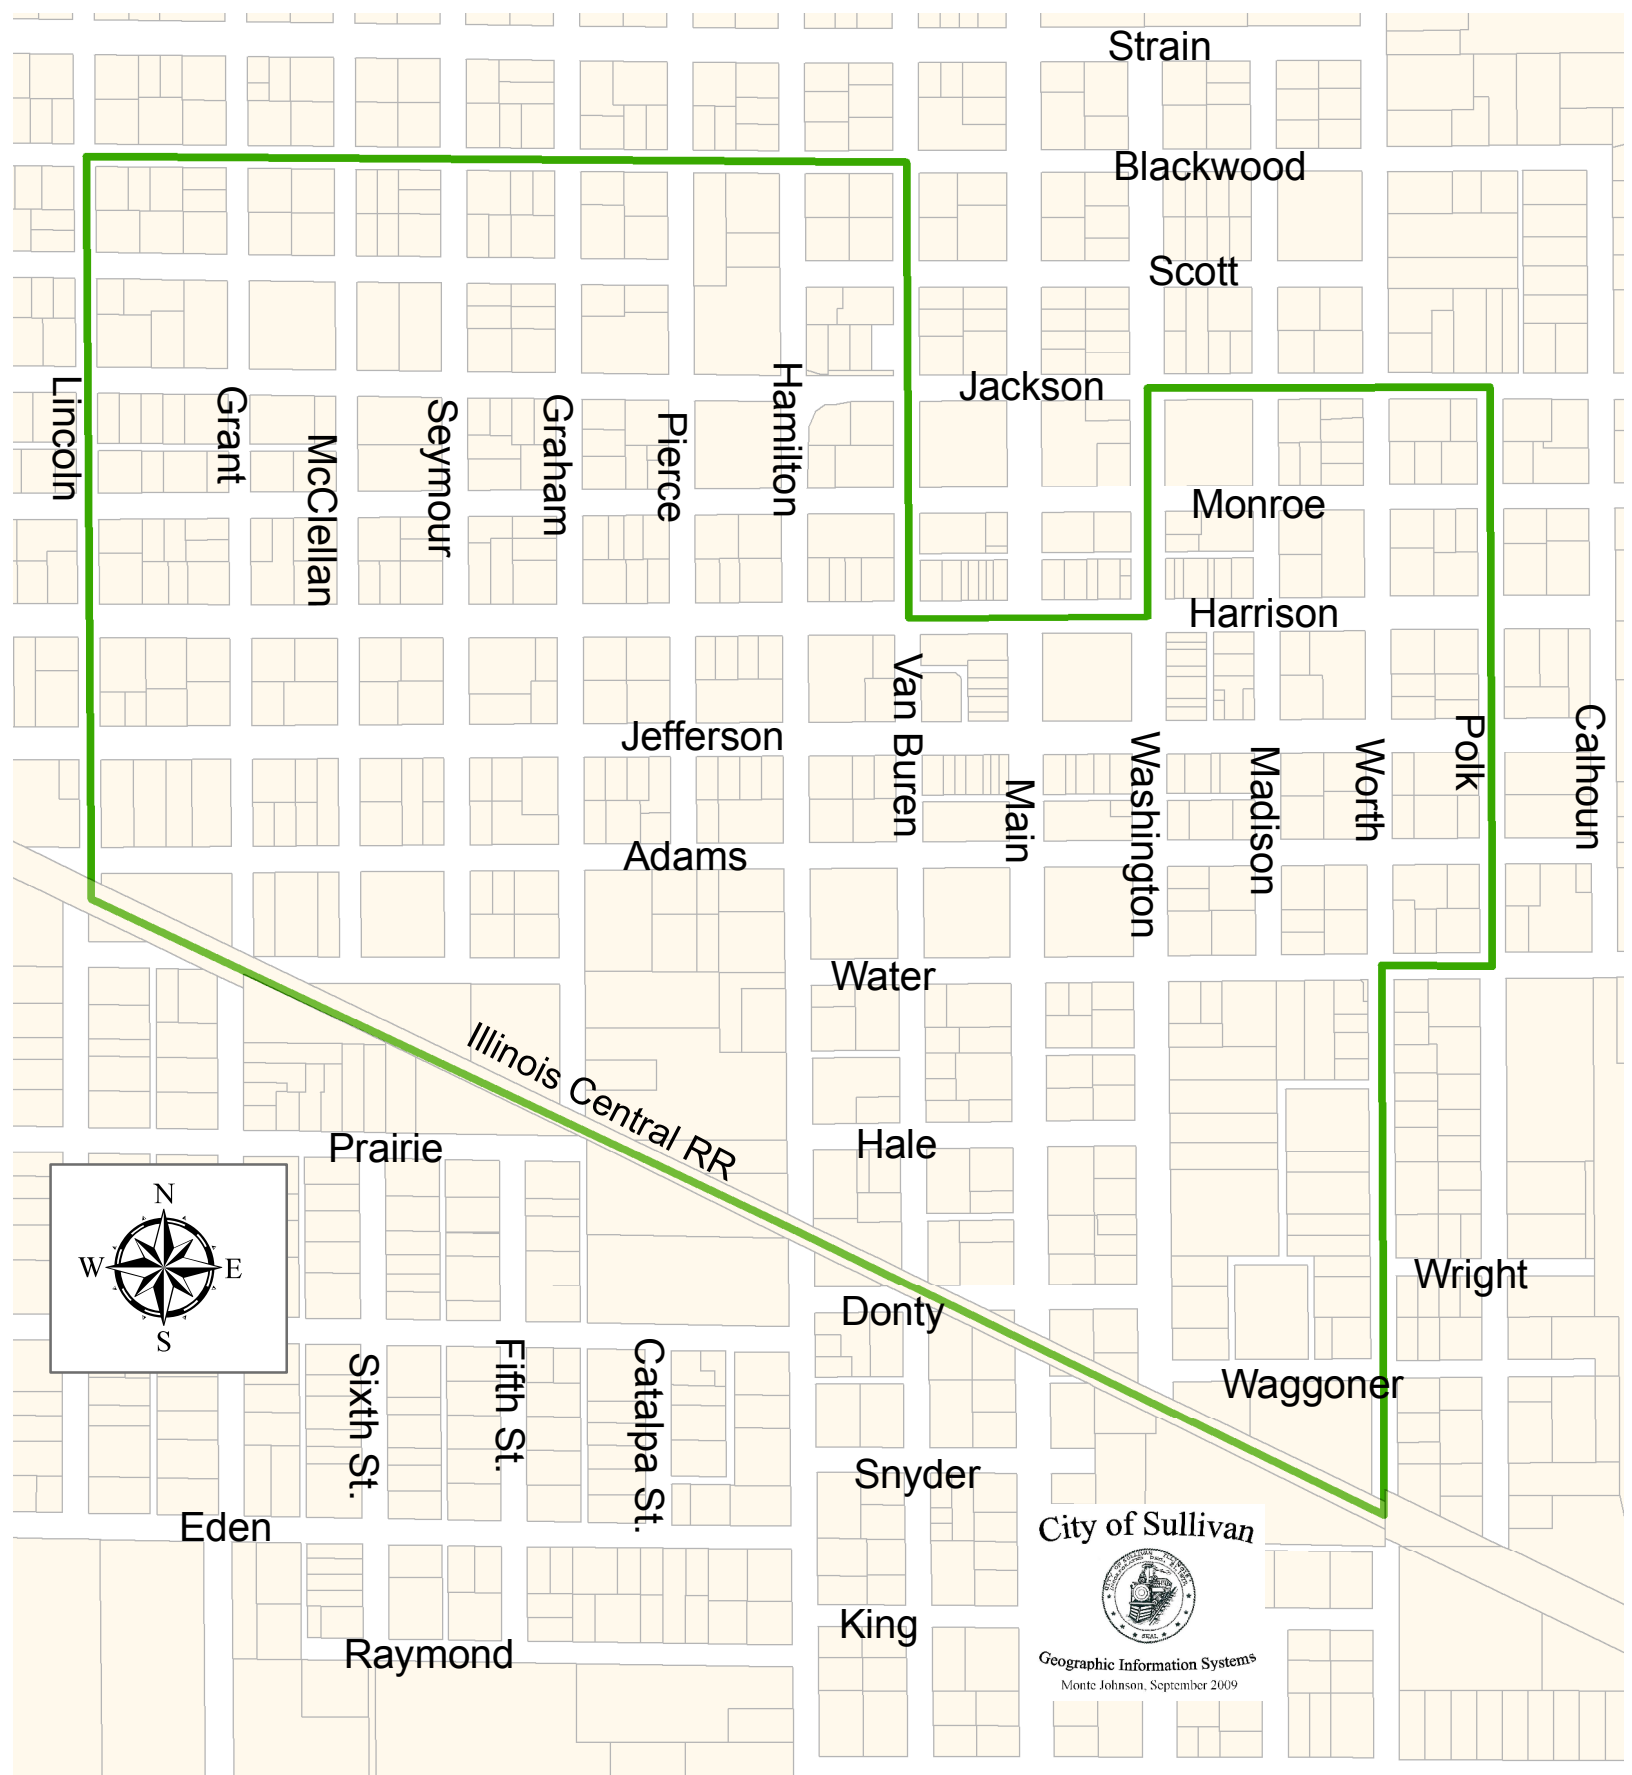 Strain
Blackwood
Scott
Jackson
Lincoln
Grant
McClellan
Seymour
Graham
Pierce
Hamilton
Monroe
Harrison
Van Buren
Jefferson
Main
Washington
Madison
Worth
Polk
Calhoun
Adams
Water
Illinois Central RR
Prairie
Hale
N
W E
S
Wright
Donty
Sixth St.
Fifth St.
Catalpa St.
Waggoner
Snyder
Eden
City of Sullivan
SEAL
King
Raymond
Geographic Information Systems
Monte Johnson, September 2009